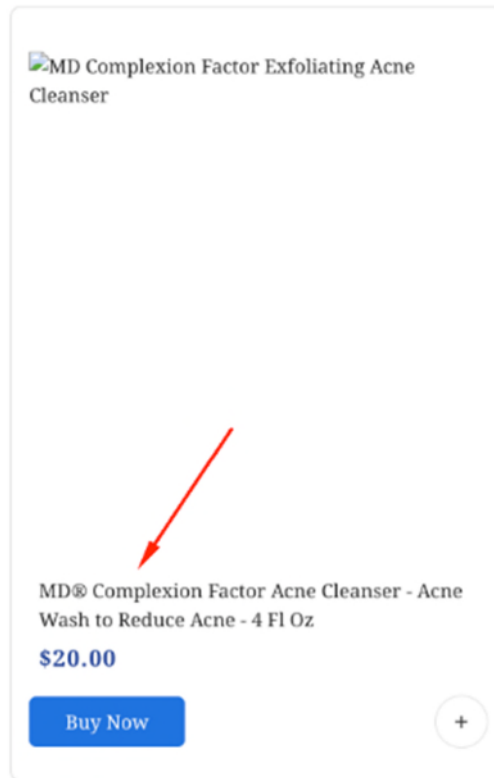 MD Complexion Factor Exfoliating Acne
Cleanser
MD® Complexion Factor Acne Cleanser - Acne
Wash to Reduce Acne - 4 Fl Oz
$20.00
Buy Now
+